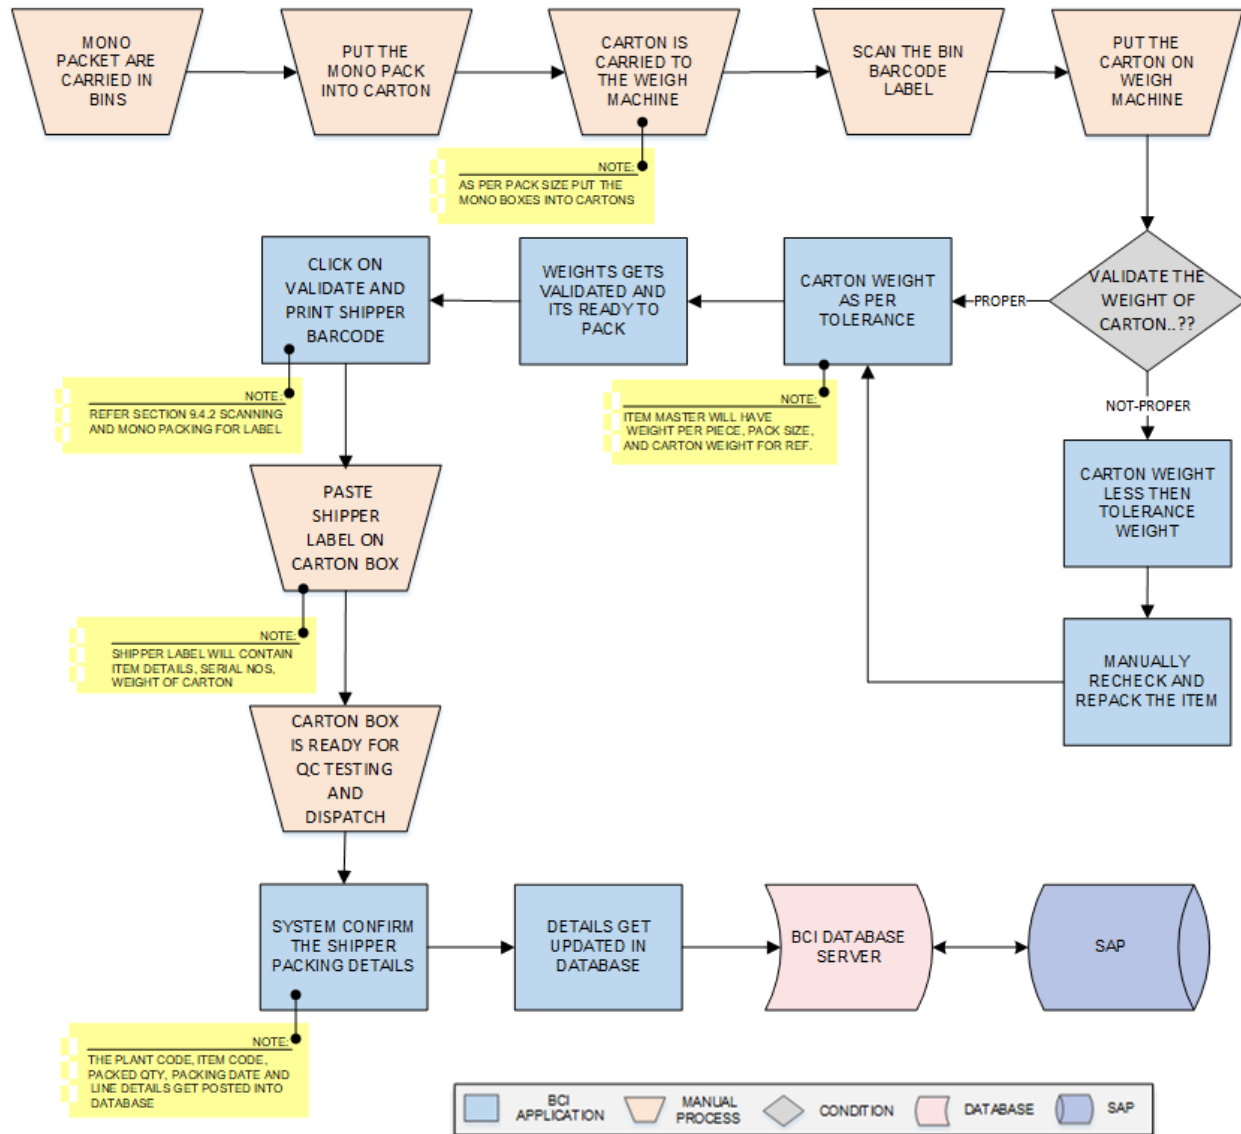 MONO
PACKET ARE
CARRIED IN
BINS
PUT THE
MONO PACK
INTO CARTON
CARTON IS
CARRIED TO
THE WEIGH
MACHINE
SCAN THE BIN
BARCODE
LABEL
PUT THE
CARTON ON
WEIGH
MACHINE
NOTE:
AS PER PACK SIZE PUT THE
MONO BOXES INTO CARTONS
CLICK ON
VALIDATE AND
PRINT SHIPPER
BARCODE
WEIGHTS GETS
VALIDATED AND
ITS READY TO
PACK
CARTON WEIGHT
AS PER
TOLERANCE
PROPER
VALIDATE THE
WEIGHT OF
CARTON..??
NOTE:
REFER SECTION 9.4.2 SCANNING
AND MONO PACKING FOR LABEL
NOTE:
ITEM MASTER WILL HAVE
WEIGHT PER PIECE, PACK SIZE,
AND CARTON WEIGHT FOR REF.
NOT-PROPER
CARTON WEIGHT
LESS THEN
TOLERANCE
WEIGHT
PASTE
SHIPPER
LABEL ON
CARTON BOX
NOTE:
SHIPPER LABEL WILL CONTAIN
ITEM DETAILS, SERIAL NOS,
WEIGHT OF CARTON
MANUALLY
RECHECK AND
REPACK THE ITEM
CARTON BOX
IS READY FOR
QC TESTING
AND
DISPATCH
SYSTEM CONFIRM
THE SHIPPER
PACKING DETAILS
DETAILS GET
UPDATED IN
DATABASE
BCI DATABASE
SERVER
SAP
NOTE:
THE PLANT CODE, ITEM CODE,
PACKED QTY, PACKING DATE AND
LINE DETAILS GET POSTED INTO
DATABASE
BCI
APPLICATION
MANUAL
PROCESS
CONDITION
DATABASE
SAP